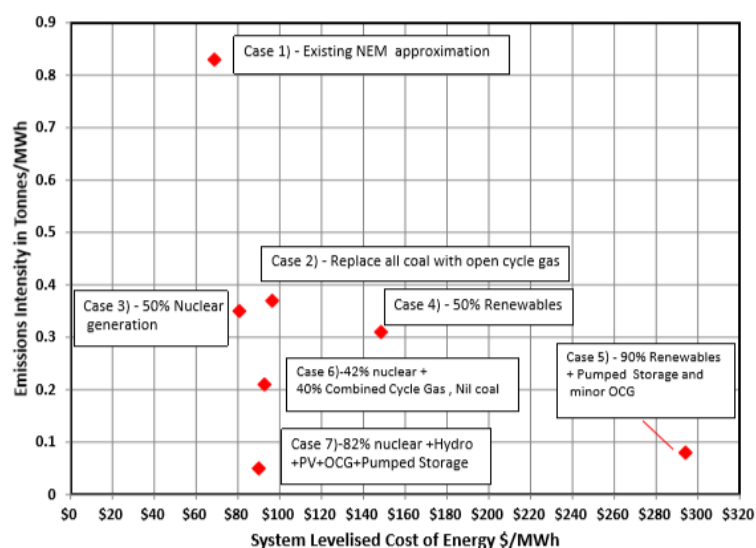 0.9
0.8
0.7
0.6
0.5
0.4
0.3
0.2
0.1
0
Emissions Intensity in Tonnes/MWh
Case 1) - Existing NEM approximation
Case 2) - Replace all coal with open cycle gas
Case 3) - 50% Nuclear
generation
Case 4) - 50% Renewables
Case 5) - 90% Renewables
+ Pumped Storage and
minor OCG
Case 6)-42% nuclear +
40% Combined Cycle Gas , Nil coal
Case 7)-82% nuclear +Hydro
+PV+OCG+Pumped Storage
$0 $20 $40 $60 $80 $100 $120 $140 $160 $180 $200 $220 $240 $260 $280 $300 $320
System Levelised Cost of Energy $/MWh